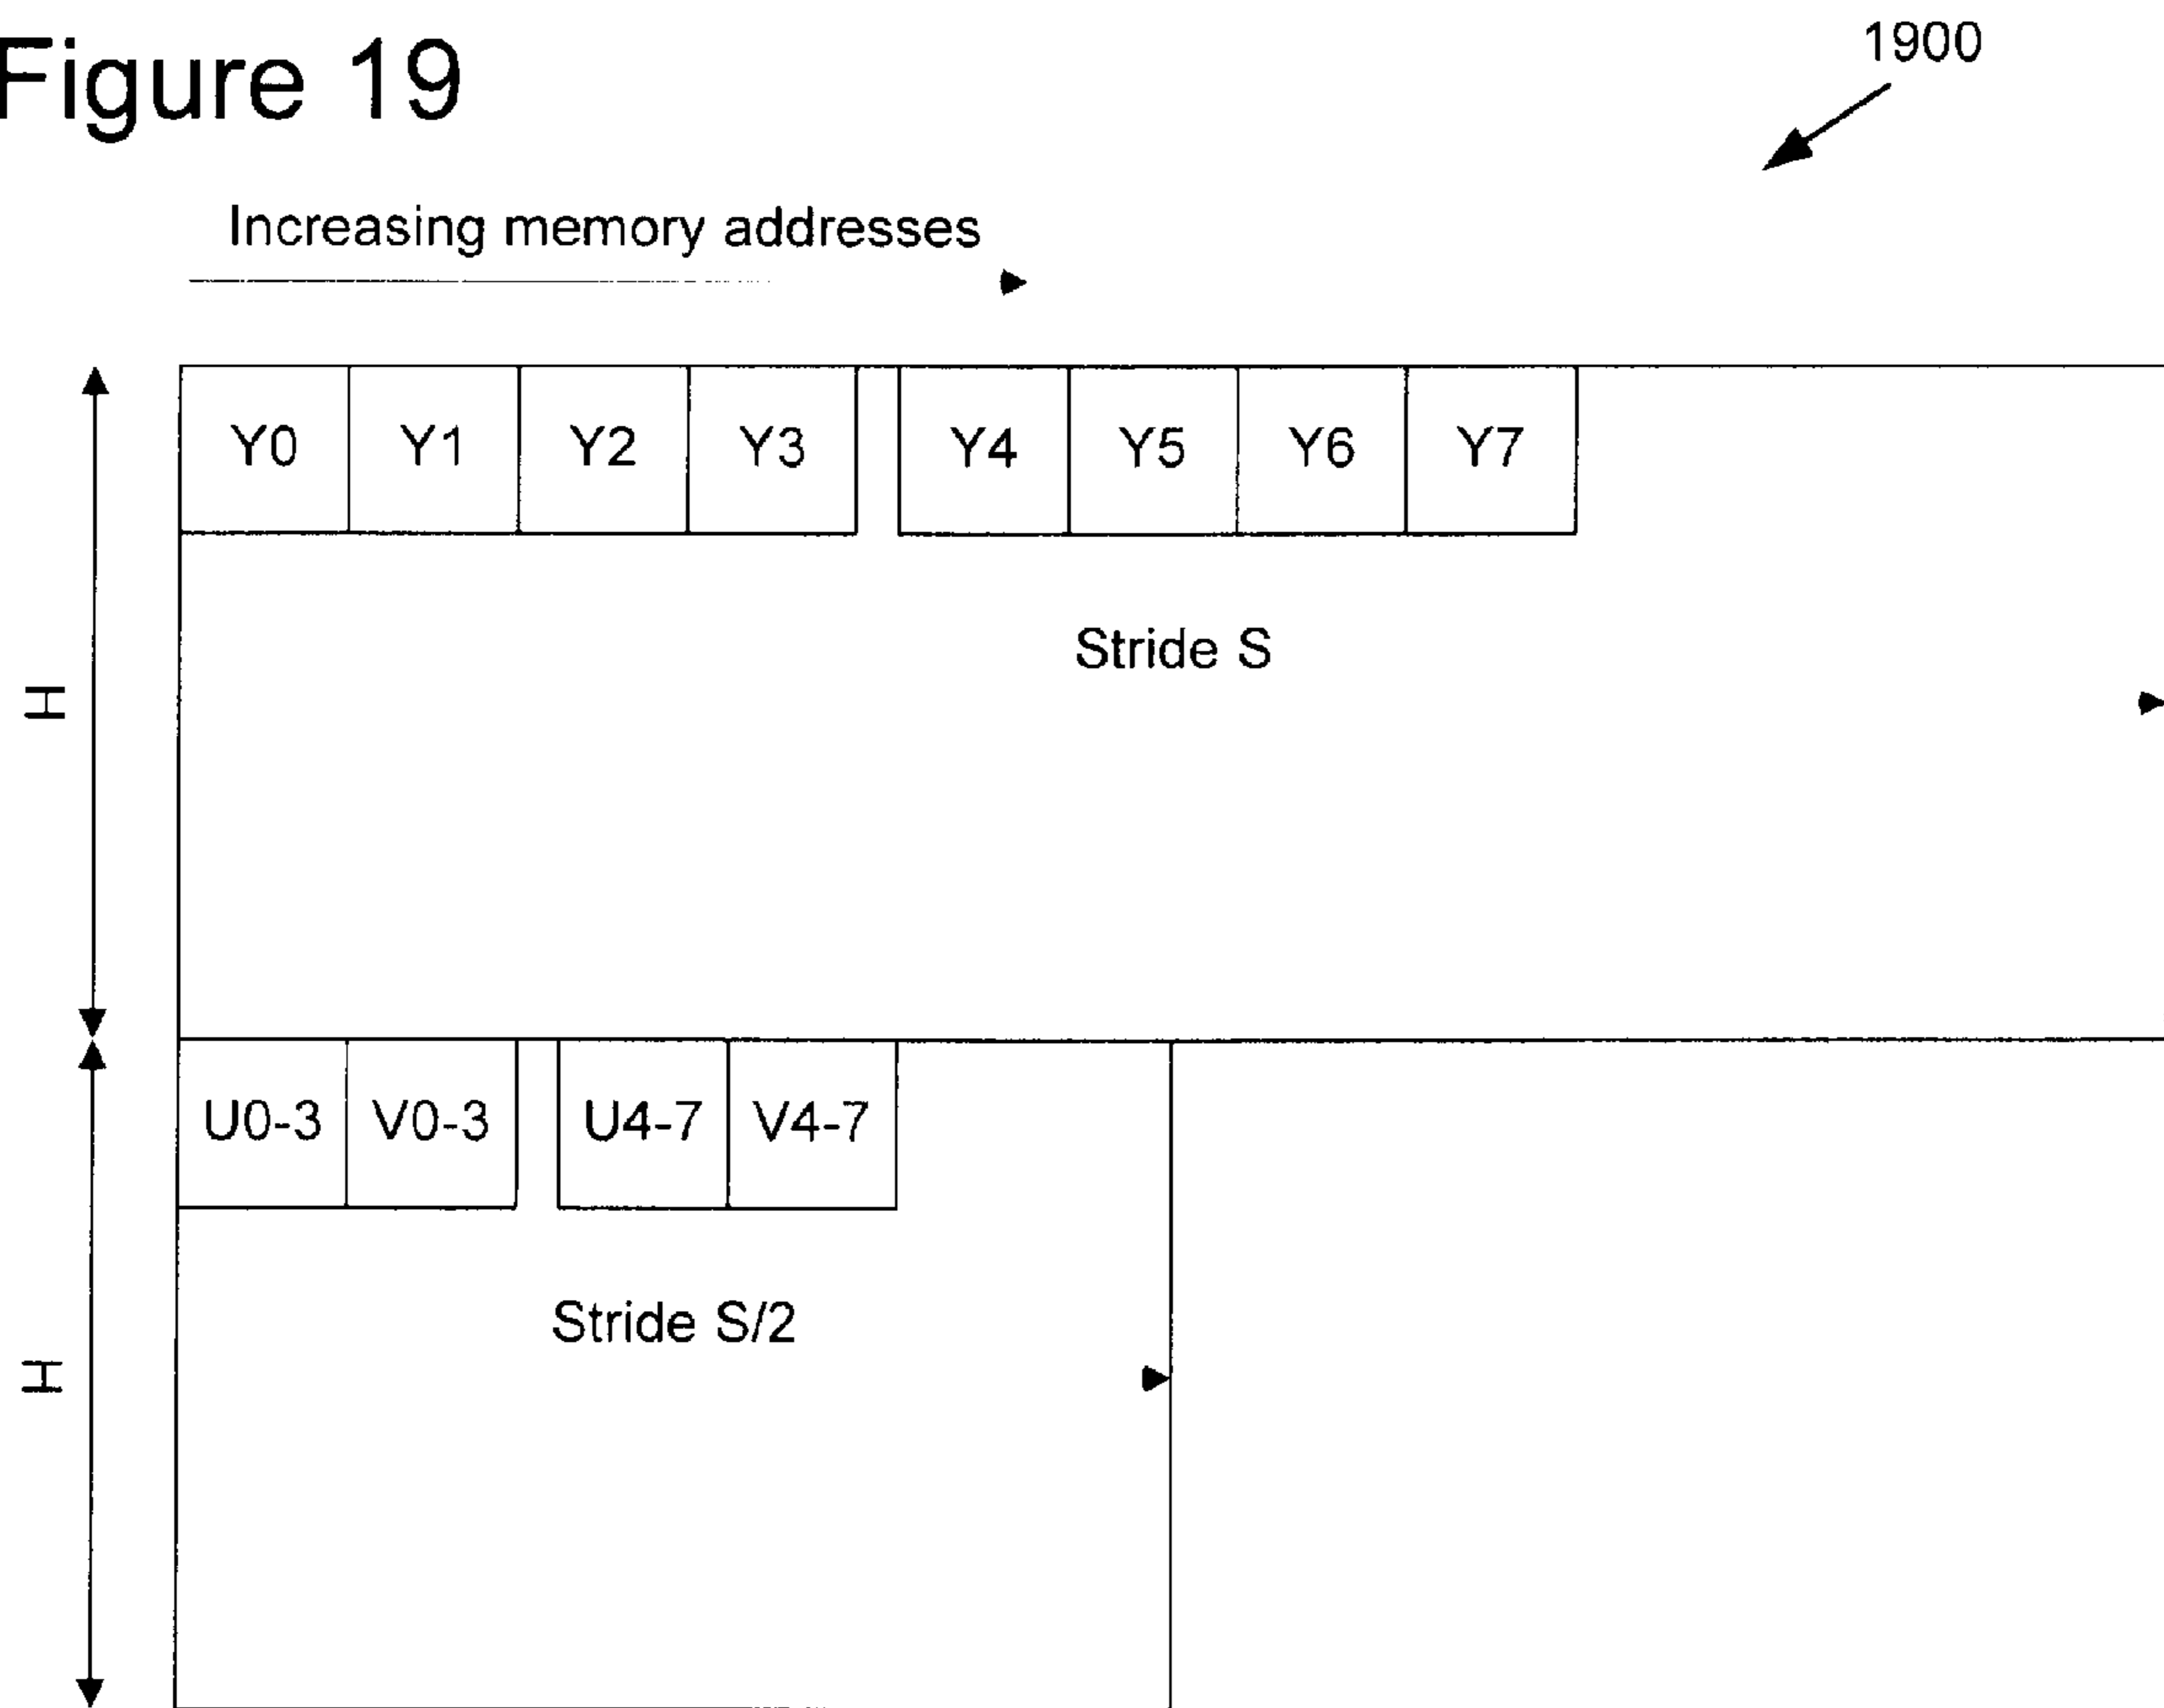 Figure 19
1900
Increasing memory addresses
Y0 Y1 Y2 Y3 Y4 Y5 Y6 Y7
Stride S
H
U0-3 V0-3 U4-7 V4-7
Stride S/2
H